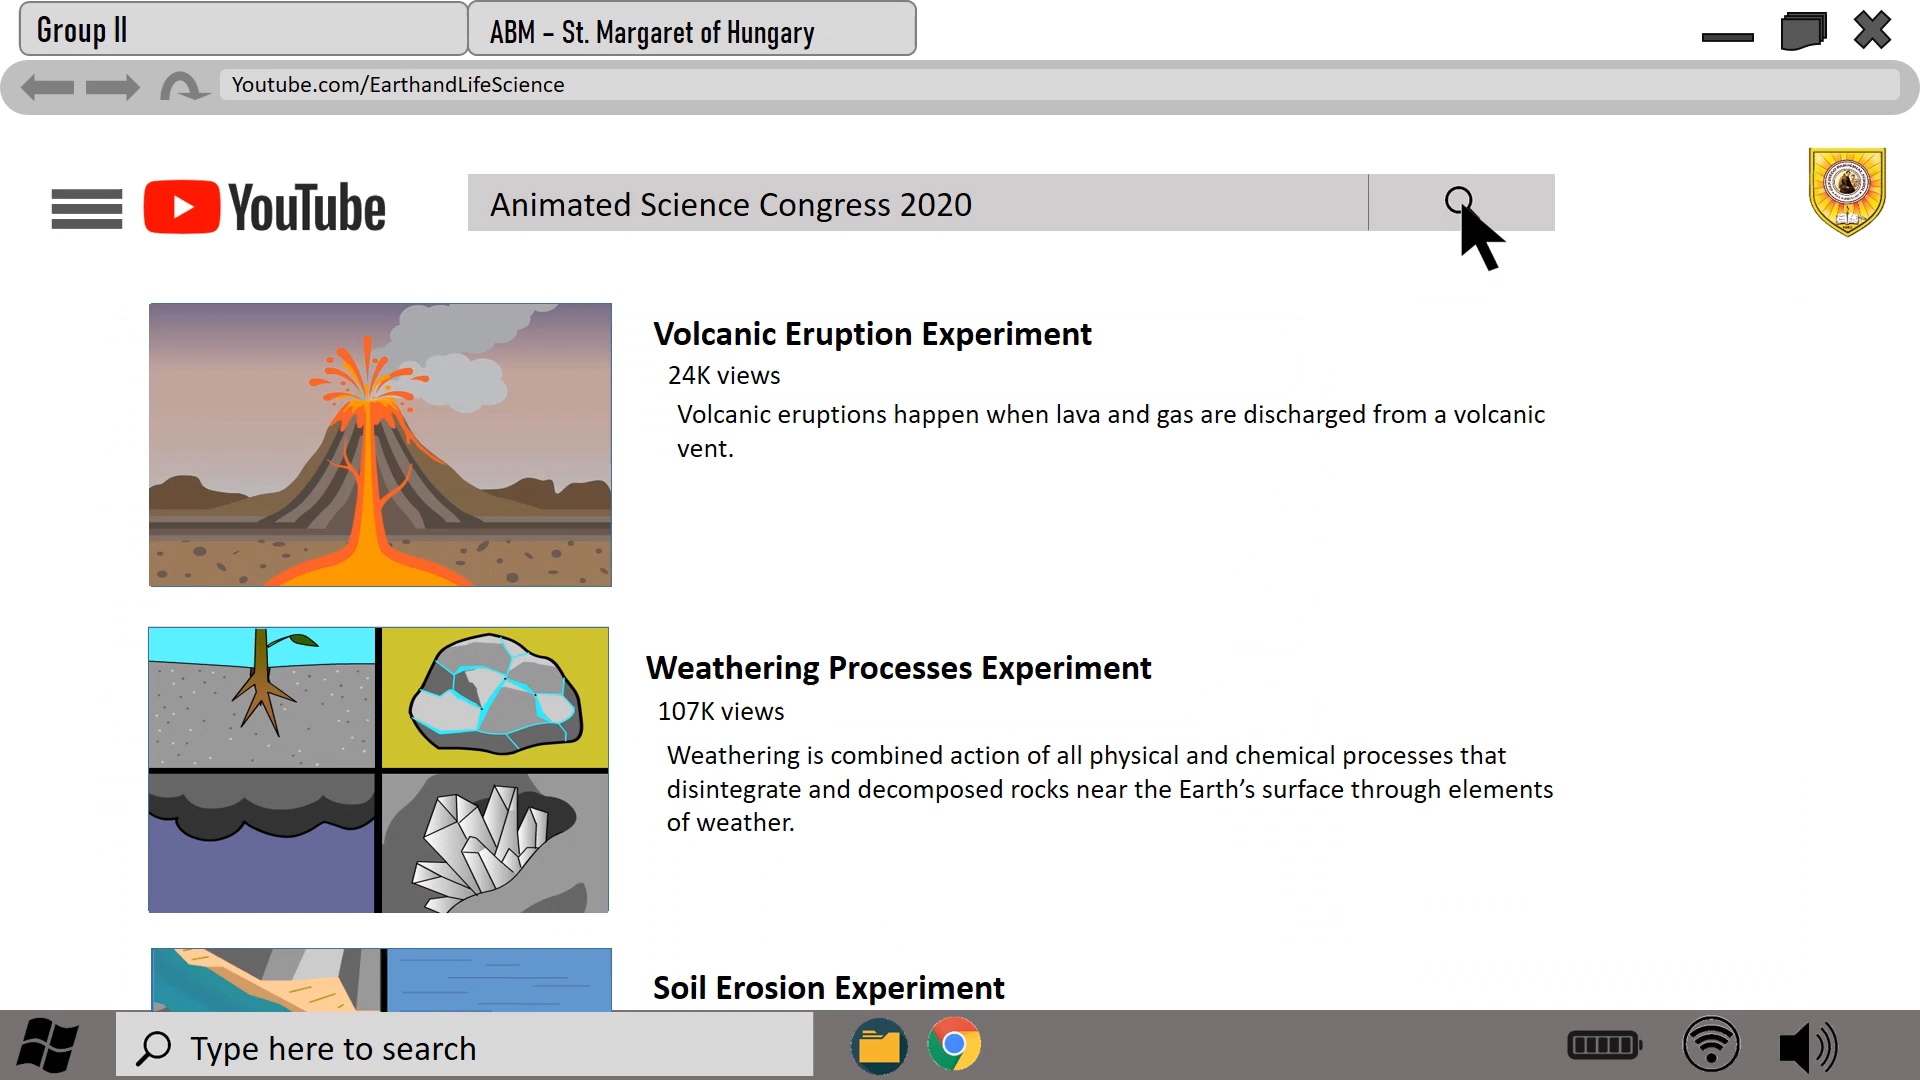 Group II
ABM – St. Margaret of Hungary
Youtube.com/EarthandLifeScience
YouTube
Animated Science Congress 2020
Volcanic Eruption Experiment
24K views
Volcanic eruptions happen when lava and gas are discharged from a volcanic
vent.
Weathering Processes Experiment
107K views
Weathering is combined action of all physical and chemical processes that
disintegrate and decomposed rocks near the Earth’s surface through elements
of weather.
Soil Erosion Experiment
Type here to search